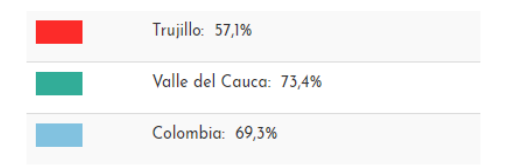 Trujillo: 57,1%
Valle del Cauca: 73,4%
Colombia: 69,3%